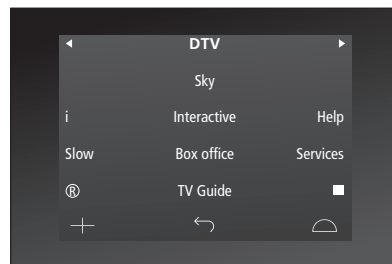 DTV
Sky
i Interactive Help
Slow Box office Services
® TV Guide